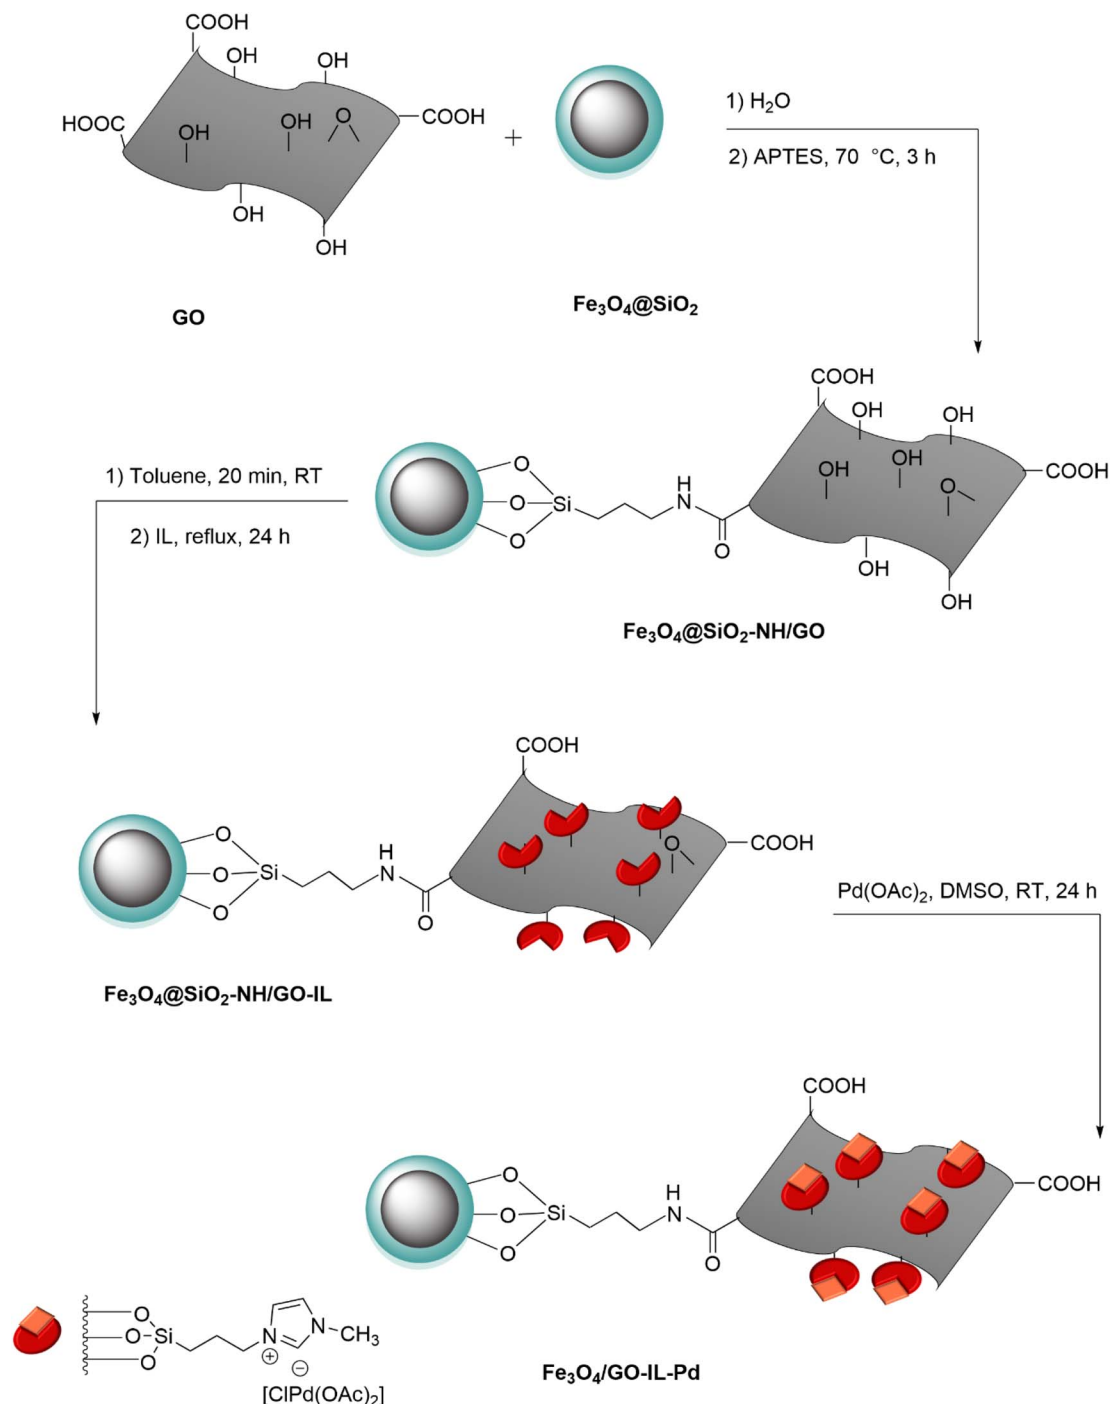 COOH
OH
OH
HOOC
OH
OH
O
COOH
OH
OH
+
1) H₂O
2) APTES, 70 °C, 3 h
GO
Fe₃O₄@SiO₂
COOH
OH
OH
OH
OH
O
COOH
OH
OH
O
O
O
Si
H
N
O
1) Toluene, 20 min, RT
2) IL, reflux, 24 h
Fe₃O₄@SiO₂-NH/GO
COOH
O
COOH
O
O
O
Si
H
N
O
Pd(OAc)₂, DMSO, RT, 24 h
Fe₃O₄@SiO₂-NH/GO-IL
COOH
COOH
O
O
O
Si
H
N
O
O
O
O
Si
N
+
N
CH₃
−
[ClPd(OAc)₂]
Fe₃O₄/GO-IL-Pd